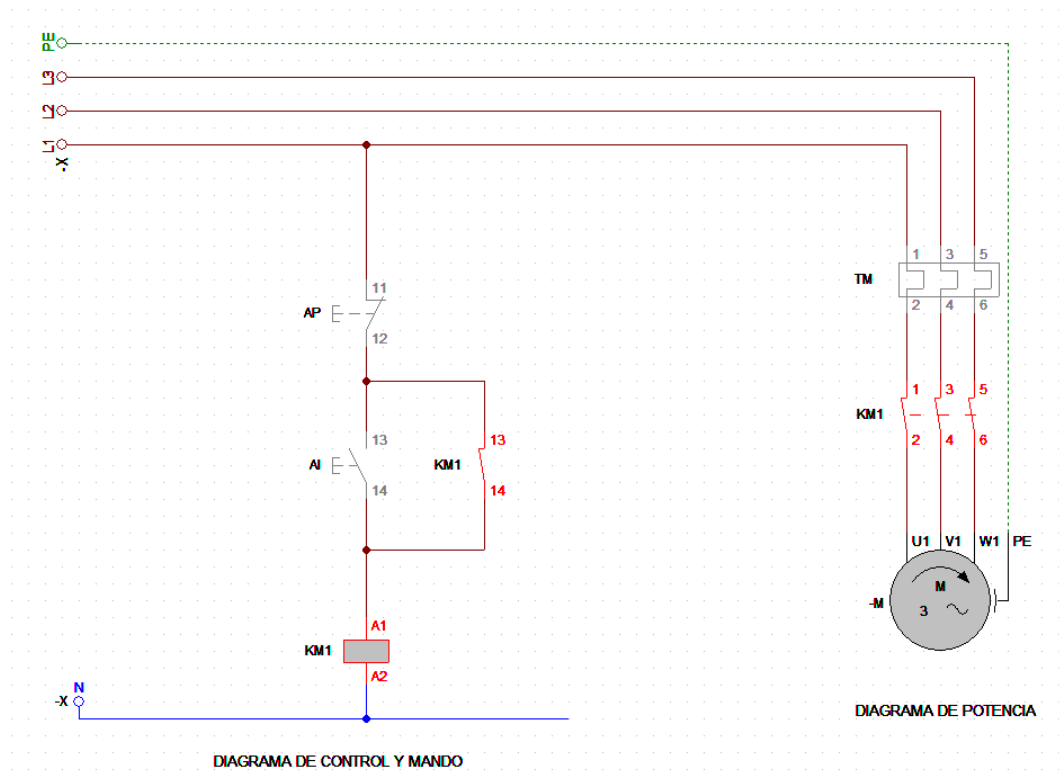 PE
L3
L2
L1
-X
11
AP
12
13
AI
14
13
KM1
14
A1
KM1
A2
N
-X
DIAGRAMA DE CONTROL Y MANDO
1 3 5
TM
2 4 6
1 3 5
KM1
2 4 6
U1 V1 W1 PE
M
-M
3
DIAGRAMA DE POTENCIA